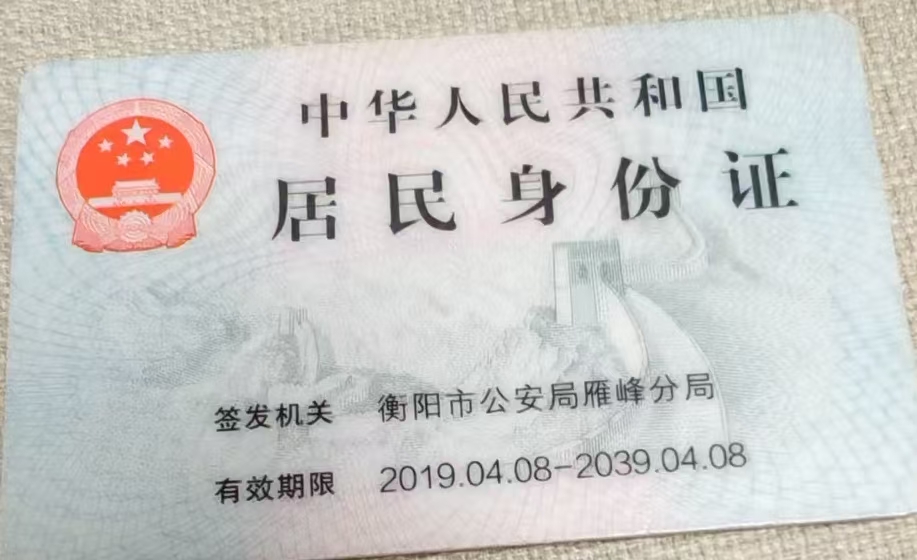 中华人民共和国
居民身份证
签发机关 衡阳市公安局雁峰分局
有效期限 2019.04.08-2039.04.08